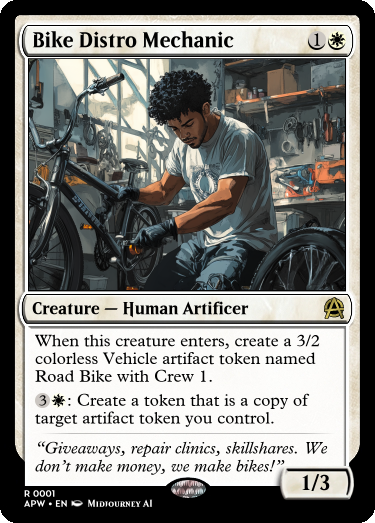 Bike Distro Mechanic 1
Creature — Human Artificer
When this creature enters, create a 3/2
colorless Vehicle artifact token named
Road Bike with Crew 1.
3: Create a token that is a copy of
target artifact token you control.
“Giveaways, repair clinics, skillshares. We
don’t make money, we make bikes!”
1/3
R 0001
APW • EN Midjourney AI